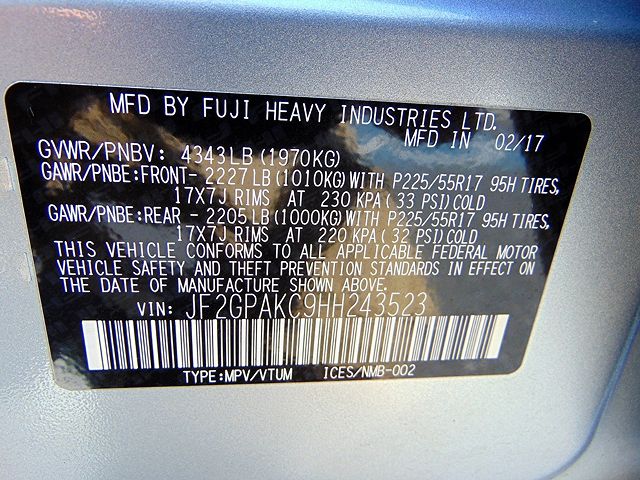 MFD BY FUJI HEAVY INDUSTRIES LTD.
MFD IN 02/17
GVWR/PNBV: 4343LB(1970KG)
GAWR/PNBE:FRONT- 2227LB(1010KG)WITH P225/55R17 95H TIRES,
17X7J RIMS AT 230 KPA(33 PSI)COLD
GAWR/PNBE:REAR - 2205LB(1000KG)WITH P225/55R17 95H TIRES,
17X7J RIMS AT 220 KPA(32 PSI)COLD
THIS VEHICLE CONFORMS TO ALL APPLICABLE FEDERAL MOTOR
VEHICLE SAFETY AND THEFT PREVENTION STANDARDS IN EFFECT ON
THE DATE OF MANUFACTURE SHOWN ABOVE.
VIN: JF2GPAKC9HH243523
TYPE:MPV/VTUM ICES/NMB-002